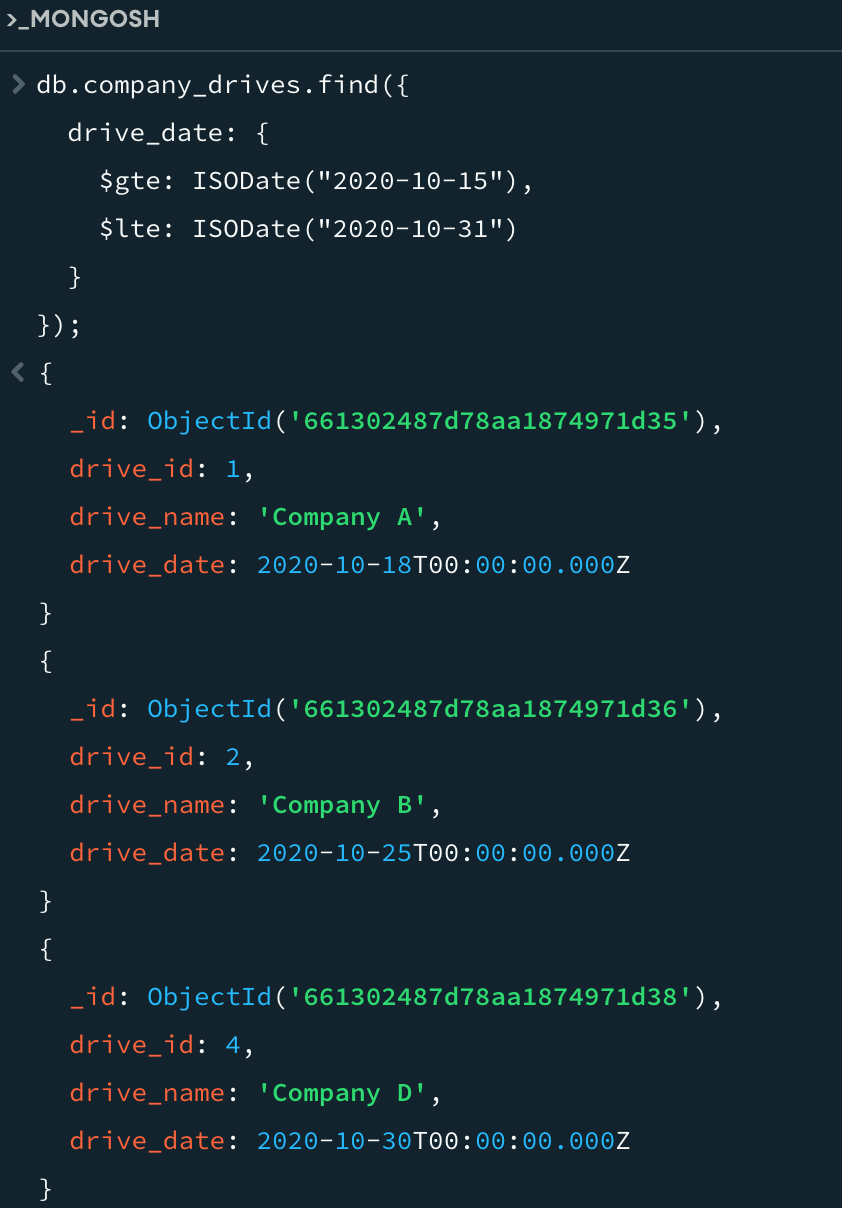 >_MONGOSH
> db.company_drives.find({
drive_date: {
$gte: ISODate("2020-10-15"),
$lte: ISODate("2020-10-31")
}
});
< {
_id: ObjectId('661302487d78aa1874971d35'),
drive_id: 1,
drive_name: 'Company A',
drive_date: 2020-10-18T00:00:00.000Z
}
{
_id: ObjectId('661302487d78aa1874971d36'),
drive_id: 2,
drive_name: 'Company B',
drive_date: 2020-10-25T00:00:00.000Z
}
{
_id: ObjectId('661302487d78aa1874971d38'),
drive_id: 4,
drive_name: 'Company D',
drive_date: 2020-10-30T00:00:00.000Z
}